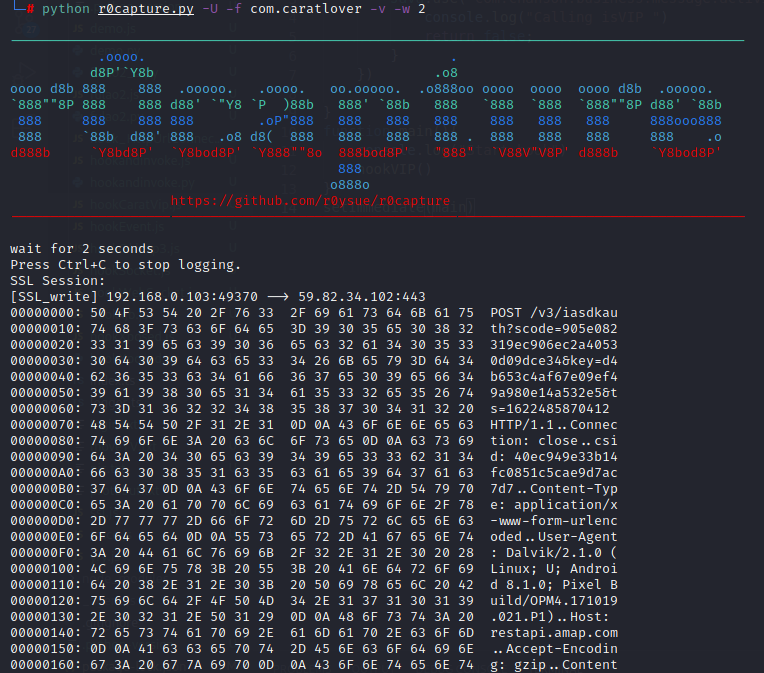 └─# python r0capture.py -U -f com.caratlover -v -w 2
console.log("Calling isVIP ")
return false;
.oooo. .
d8P'`Y8b .o8
oooo d8b 888 888 .ooooo. .oooo. oo.ooooo. .o888oo oooo oooo oooo d8b .ooooo.
`888""8P 888 888 d88' `"Y8 `P )88b 888' `88b 888 `888 `888 `888""8P d88' `88b
888 888 888 888 .oP"888 888 888 888 888 888 888 888ooo888
888 `88b d88' 888 .o8 d8( 888 888 888 888 . 888 888 888 888 .o
d888b `Y8bd8P' `Y8bod8P' `Y888""8o 888bod8P' "888" `V88V"V8P' d888b `Y8bod8P'
888
o888o
https://github.com/r0ysue/r0capture
wait for 2 seconds
Press Ctrl+C to stop logging.
SSL Session:
[SSL_write] 192.168.0.103:49370 --> 59.82.34.102:443
00000000: 50 4F 53 54 20 2F 76 33 2F 69 61 73 64 6B 61 75 POST /v3/iasdkau
00000010: 74 68 3F 73 63 6F 64 65 3D 39 30 35 65 30 38 32 th?scode=905e082
00000020: 33 31 39 65 63 39 30 36 65 63 32 61 34 30 35 33 319ec906ec2a4053
00000030: 30 64 30 39 64 63 65 33 34 26 6B 65 79 3D 64 34 0d09dce34&key=d4
00000040: 62 36 35 33 63 34 61 66 36 37 65 30 39 65 66 34 b653c4af67e09ef4
00000050: 39 61 39 38 30 65 31 34 61 35 33 32 65 35 26 74 9a980e14a532e5&t
00000060: 73 3D 31 36 32 32 34 38 35 38 37 30 34 31 32 20 s=1622485870412
00000070: 48 54 54 50 2F 31 2E 31 0D 0A 43 6F 6E 6E 65 63 HTTP/1.1..Connec
00000080: 74 69 6F 6E 3A 20 63 6C 6F 73 65 0D 0A 63 73 69 tion: close..csi
00000090: 64 3A 20 34 30 65 63 39 34 39 65 33 33 62 31 34 d: 40ec949e33b14
000000A0: 66 63 30 38 35 31 63 35 63 61 65 39 64 37 61 63 fc0851c5cae9d7ac
000000B0: 37 64 37 0D 0A 43 6F 6E 74 65 6E 74 2D 54 79 70 7d7..Content-Typ
000000C0: 65 3A 20 61 70 70 6C 69 63 61 74 69 6F 6E 2F 78 e: application/x
000000D0: 2D 77 77 77 2D 66 6F 72 6D 2D 75 72 6C 65 6E 63 -www-form-urlenc
000000E0: 6F 64 65 64 0D 0A 55 73 65 72 2D 41 67 65 6E 74 oded..User-Agent
000000F0: 3A 20 44 61 6C 76 69 6B 2F 32 2E 31 2E 30 20 28 : Dalvik/2.1.0 (
00000100: 4C 69 6E 75 78 3B 20 55 3B 20 41 6E 64 72 6F 69 Linux; U; Androi
00000110: 64 20 38 2E 31 2E 30 3B 20 50 69 78 65 6C 20 42 d 8.1.0; Pixel B
00000120: 75 69 6C 64 2F 4F 50 4D 34 2E 31 37 31 30 31 39 uild/OPM4.171019
00000130: 2E 30 32 31 2E 50 31 29 0D 0A 48 6F 73 74 3A 20 .021.P1)..Host:
00000140: 72 65 73 74 61 70 69 2E 61 6D 61 70 2E 63 6F 6D restapi.amap.com
00000150: 0D 0A 41 63 63 65 70 74 2D 45 6E 63 6F 64 69 6E ..Accept-Encodin
00000160: 67 3A 20 67 7A 69 70 0D 0A 43 6F 6E 74 65 6E 74 g: gzip..Content